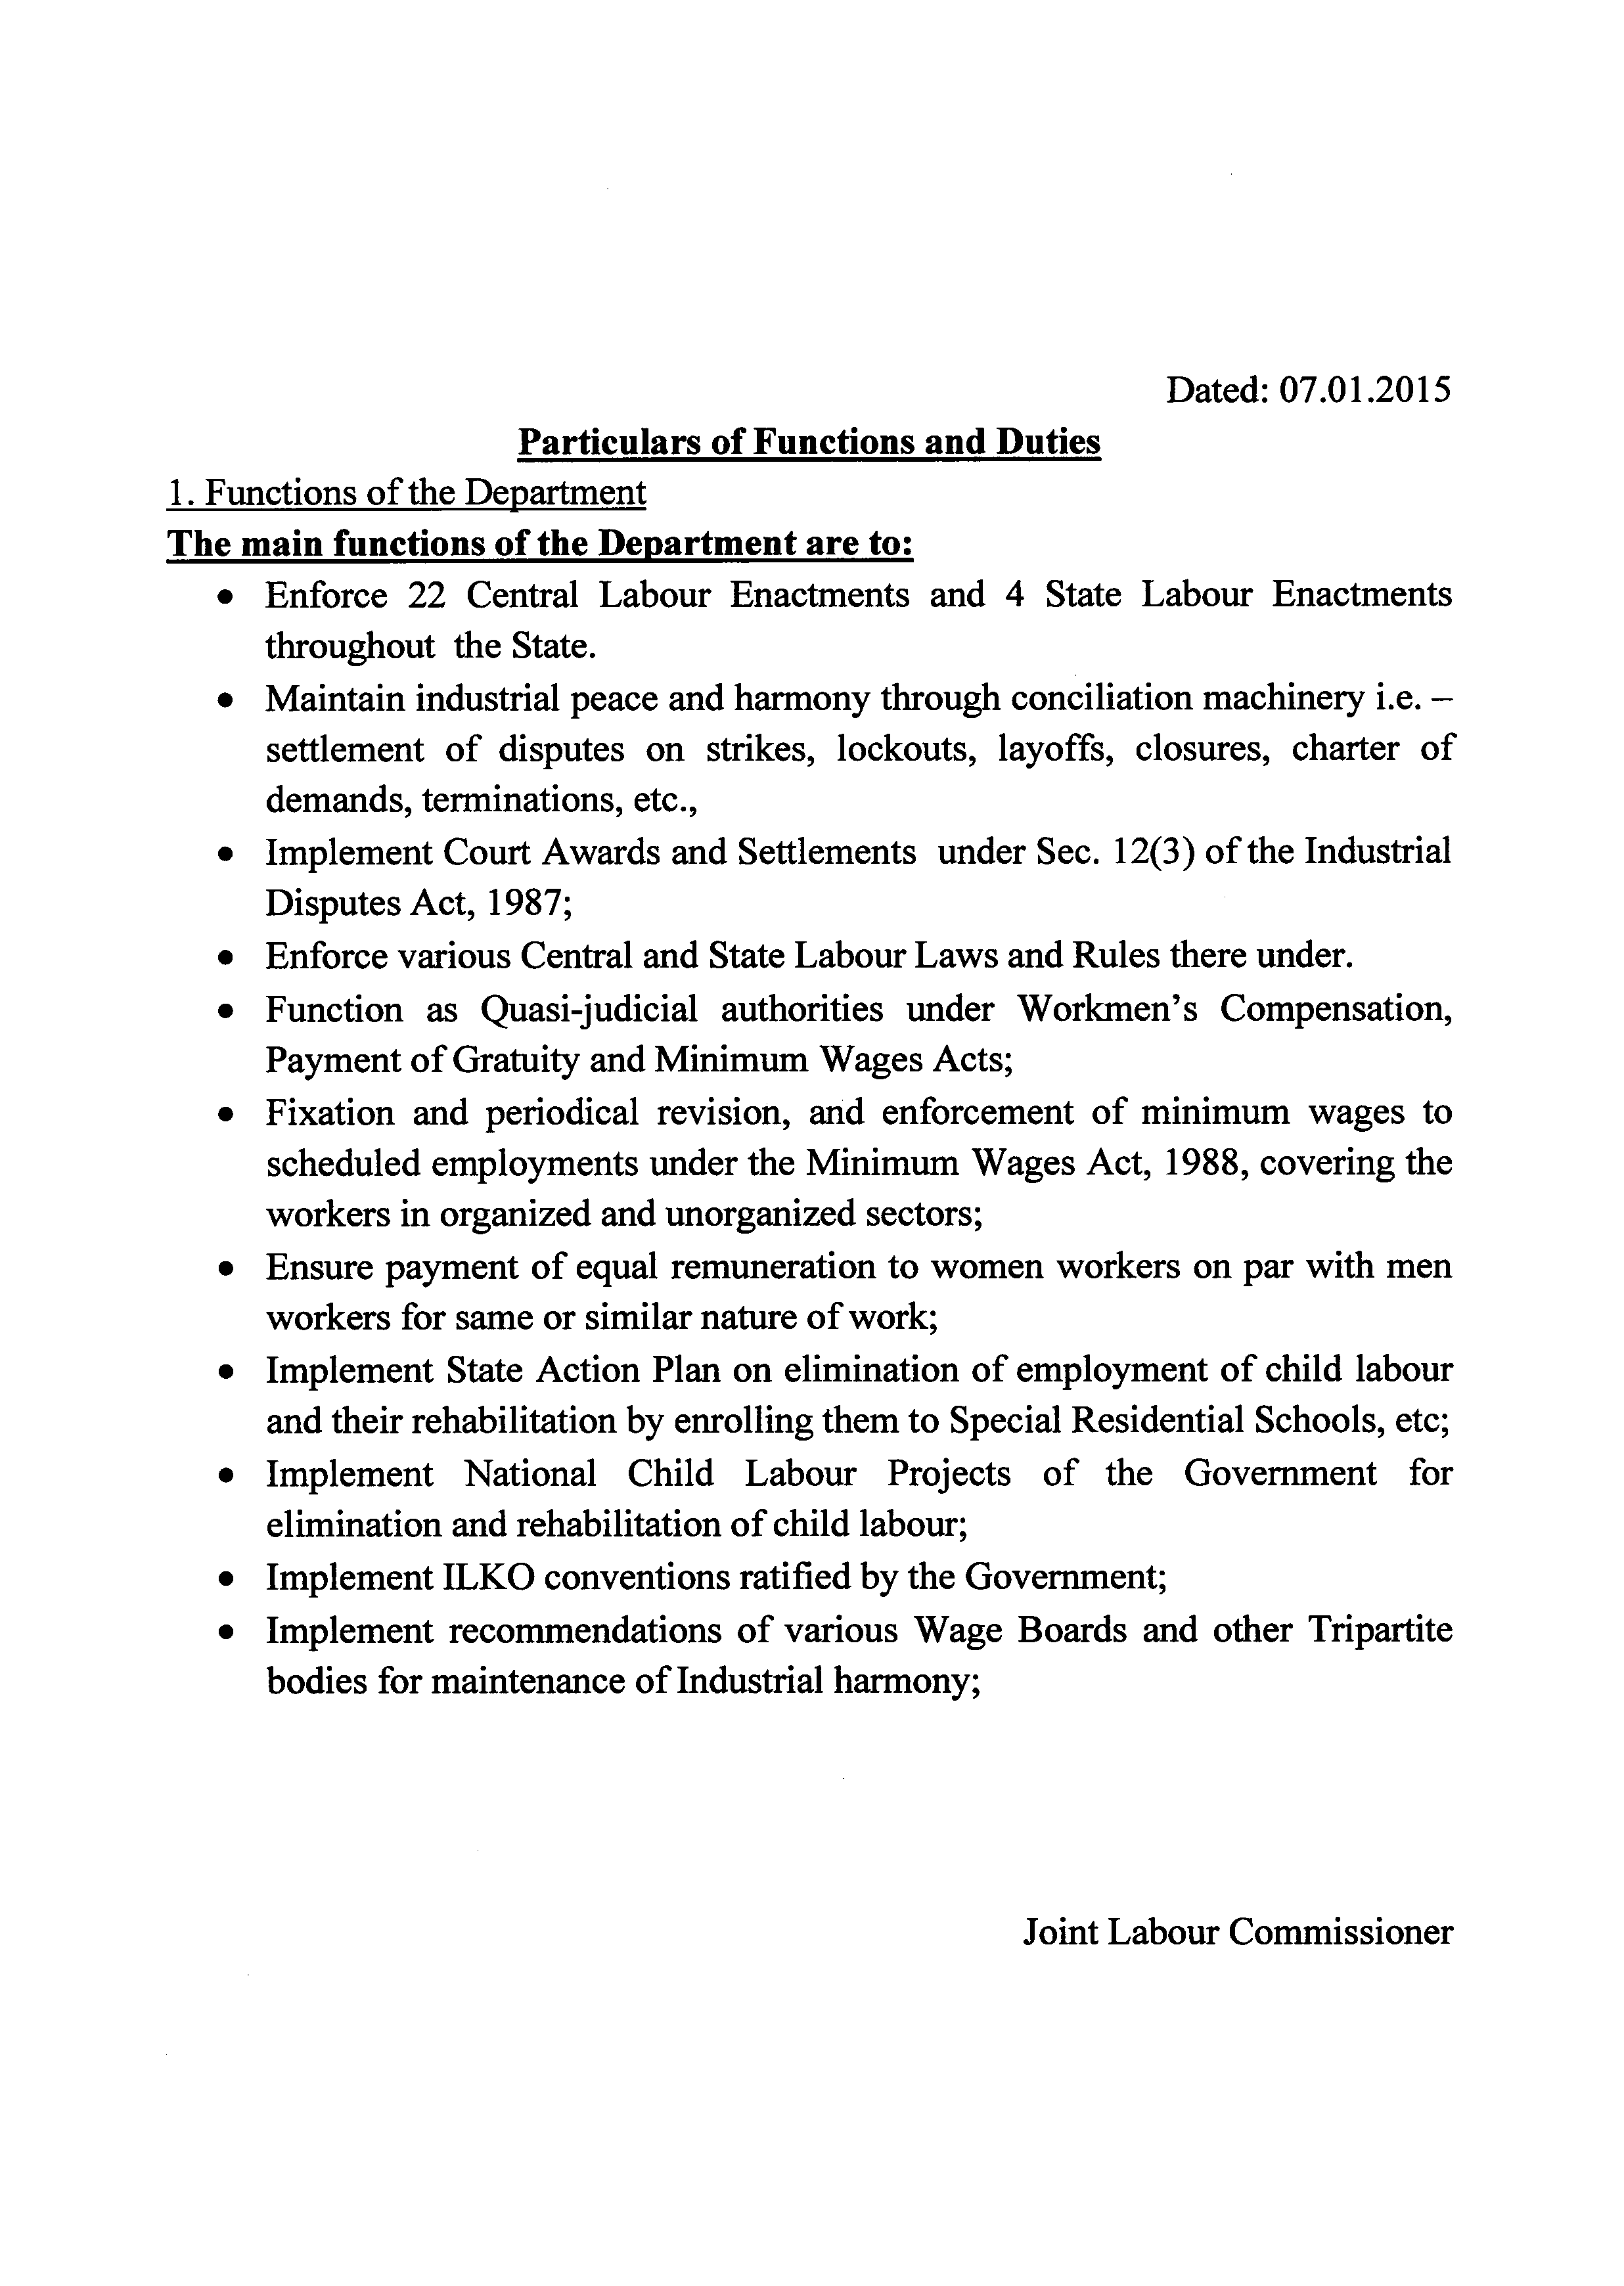 Dated: 07.01.2015
Particulars of Functions and Duties
1. Functions of the Department
The main functions of the Department are to:
• Enforce 22 Central Labour Enactments and 4 State Labour Enactments
throughout the State.
• Maintain industrial peace and harmony through conciliation machinery i.e. –
settlement of disputes on strikes, lockouts, layoffs, closures, charter of
demands, terminations, etc.,
• Implement Court Awards and Settlements under Sec. 12(3) of the Industrial
Disputes Act, 1987;
• Enforce various Central and State Labour Laws and Rules there under.
• Function as Quasi-judicial authorities under Workmen’s Compensation,
Payment of Gratuity and Minimum Wages Acts;
• Fixation and periodical revision, and enforcement of minimum wages to
scheduled employments under the Minimum Wages Act, 1988, covering the
workers in organized and unorganized sectors;
• Ensure payment of equal remuneration to women workers on par with men
workers for same or similar nature of work;
• Implement State Action Plan on elimination of employment of child labour
and their rehabilitation by enrolling them to Special Residential Schools, etc;
• Implement National Child Labour Projects of the Government for
elimination and rehabilitation of child labour;
• Implement ILKO conventions ratified by the Government;
• Implement recommendations of various Wage Boards and other Tripartite
bodies for maintenance of Industrial harmony;
Joint Labour Commissioner